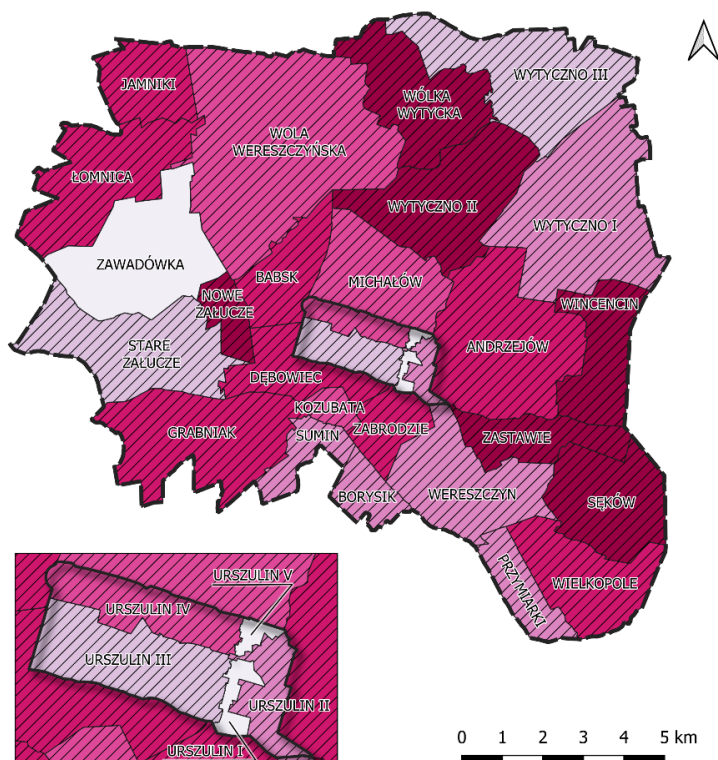 JAMNIKI
WYTYCZNO III
WÓLKA
WYTYCKA
WOLA
WERESZCZYŃSKA
ŁOMNICA
WYTYCZNO II
WYTYCZNO I
ZAWADÓWKA
BABSK
MICHAŁÓW
NOWE
ZAŁUCZE
WINCENCIN
STARE
ZAŁUCZE
ANDRZEJÓW
DĘBOWIEC
KOZUBATA
GRABNIAK
SUMIN
ZABRODZIE
ZASTAWIE
BORYSIK
WERESZCZYN
SĘKÓW
PRZYMIARKI
WIELKOPOLE
URSZULIN V
URSZULIN IV
URSZULIN III
URSZULIN II
URSZULIN I
0 1 2 3 4 5 km